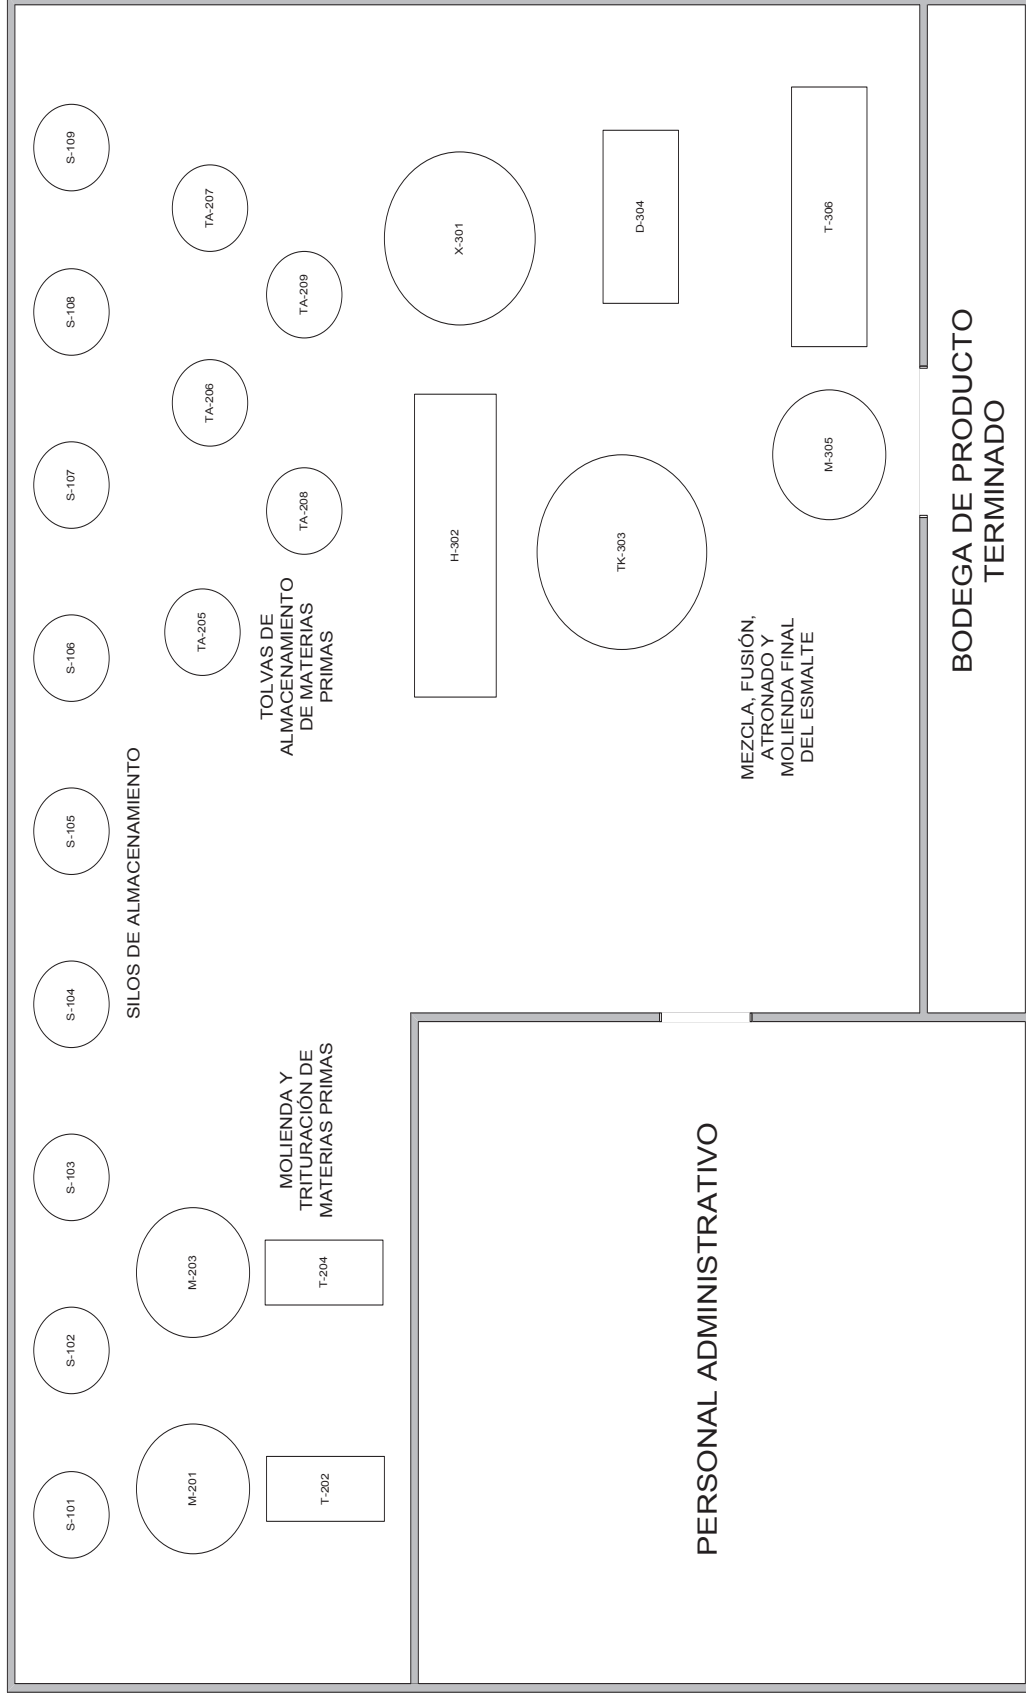 S-101
S-102
S-103
S-104
S-105
S-106
S-107
S-108
S-109
SILOS DE ALMACENAMIENTO
M-201
M-203
TA-205
TA-206
TA-207
T-202
T-204
MOLIENDA Y
TRITURACIÓN DE
MATERIAS PRIMAS
TOLVAS DE
ALMACENAMIENTO
DE MATERIAS
PRIMAS
TA-208
TA-209
H-302
X-301
TK-303
D-304
PERSONAL ADMINISTRATIVO
MEZCLA, FUSIÓN,
ATRONADO Y
MOLIENDA FINAL
DEL ESMALTE
M-305
T-306
BODEGA DE PRODUCTO
TERMINADO